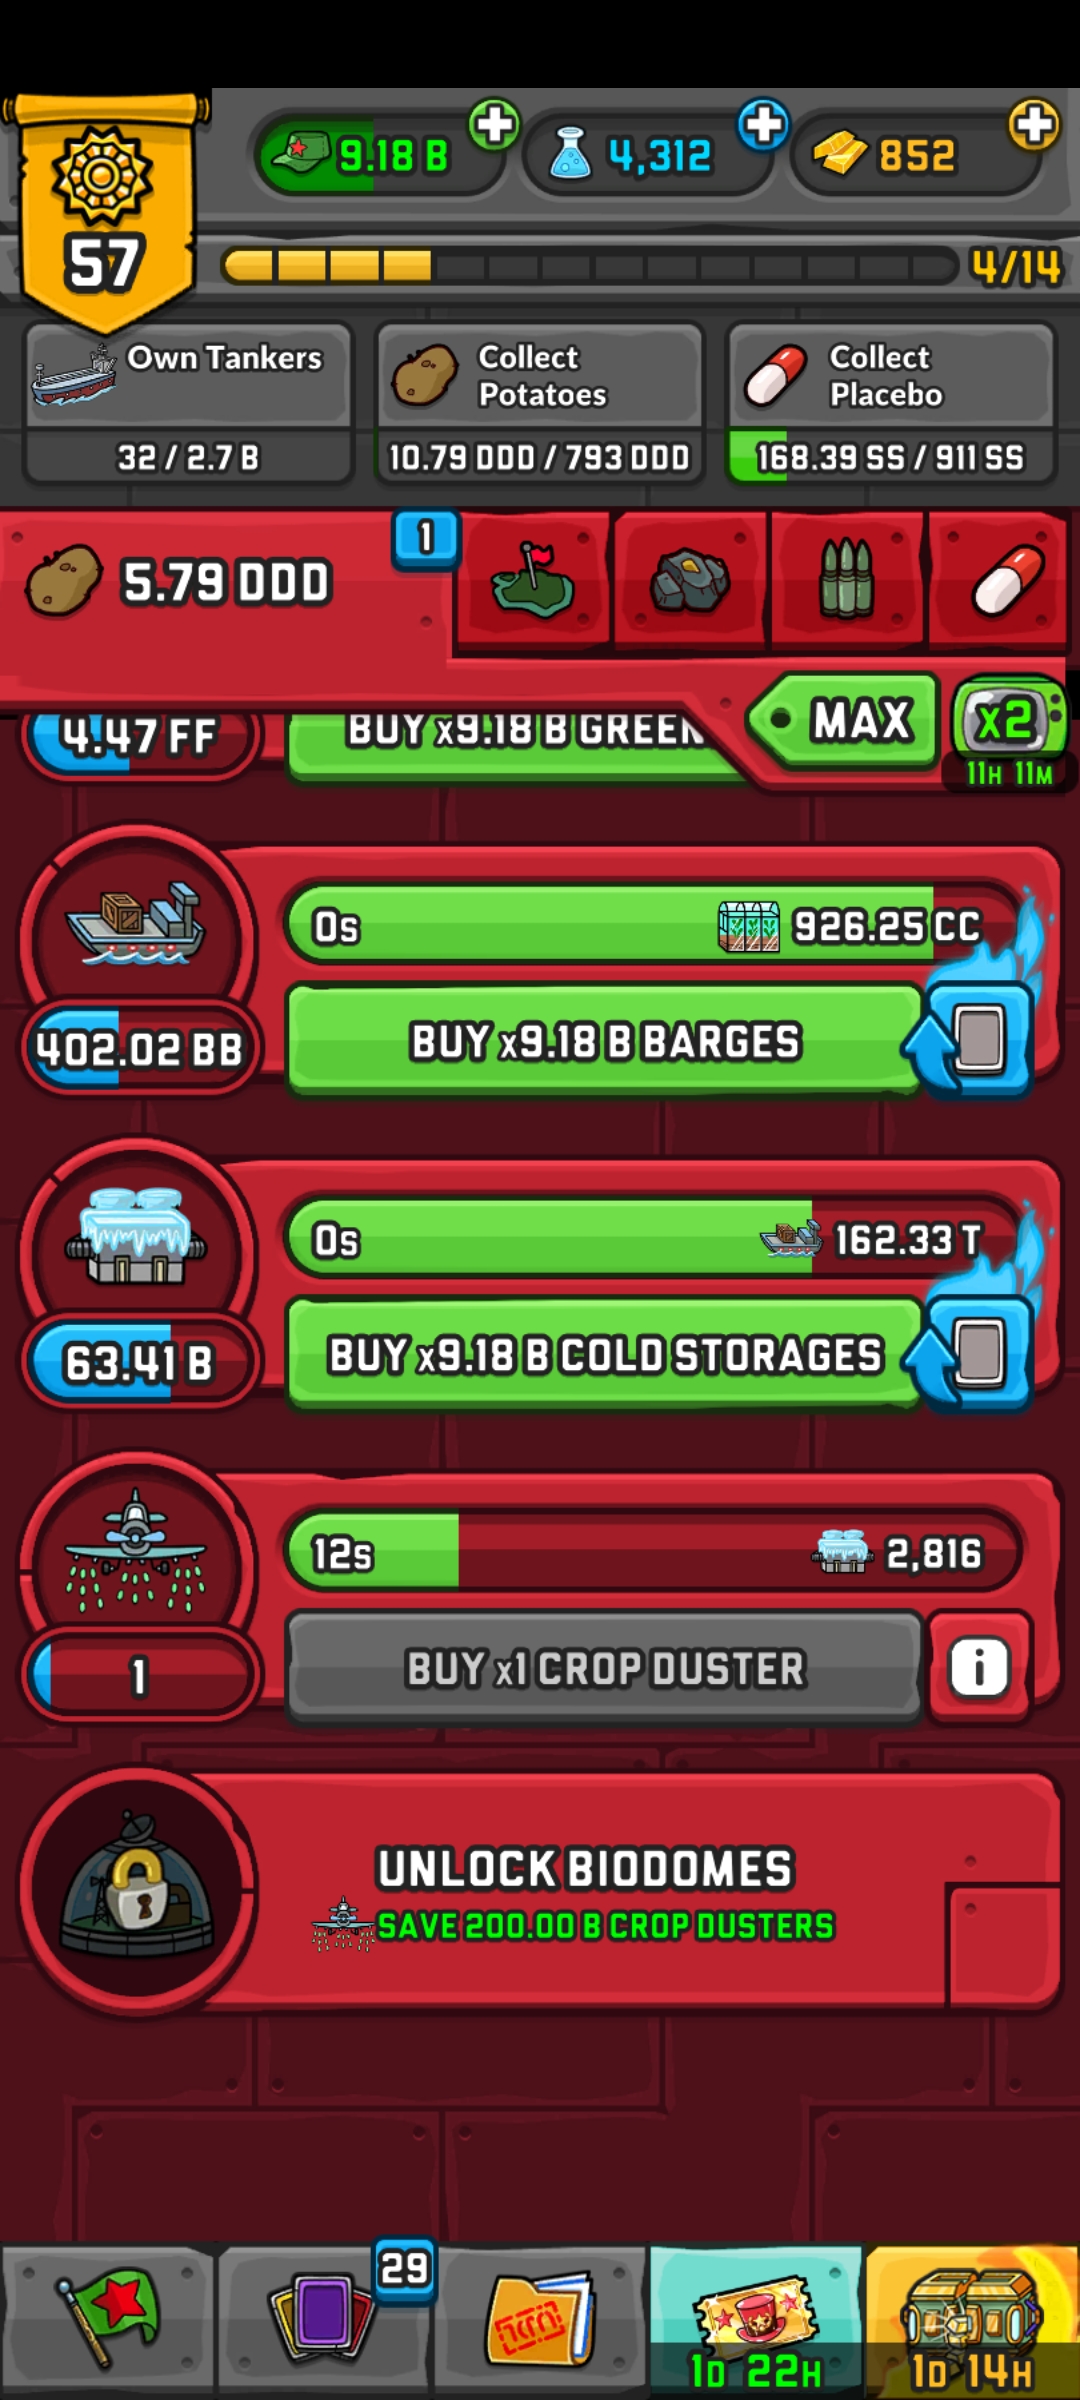 57
9.18 B
4,312
852
4/14
Own Tankers
32 / 2.7 B
Collect
Potatoes
10.79 DDD / 793 DDD
Collect
Placebo
168.39 SS / 911 SS
5.79 DDD
1
MAX
x2
11H 11M
4.47 FF
BUY x9.18 B GREEN
0s
926.25 CC
402.02 BB
BUY x9.18 B BARGES
0s
162.33 T
63.41 B
BUY x9.18 B COLD STORAGES
12s
2,816
1
BUY x1 CROP DUSTER
i
UNLOCK BIODOMES
SAVE 200.00 B CROP DUSTERS
29
1D 22H
1D 14H